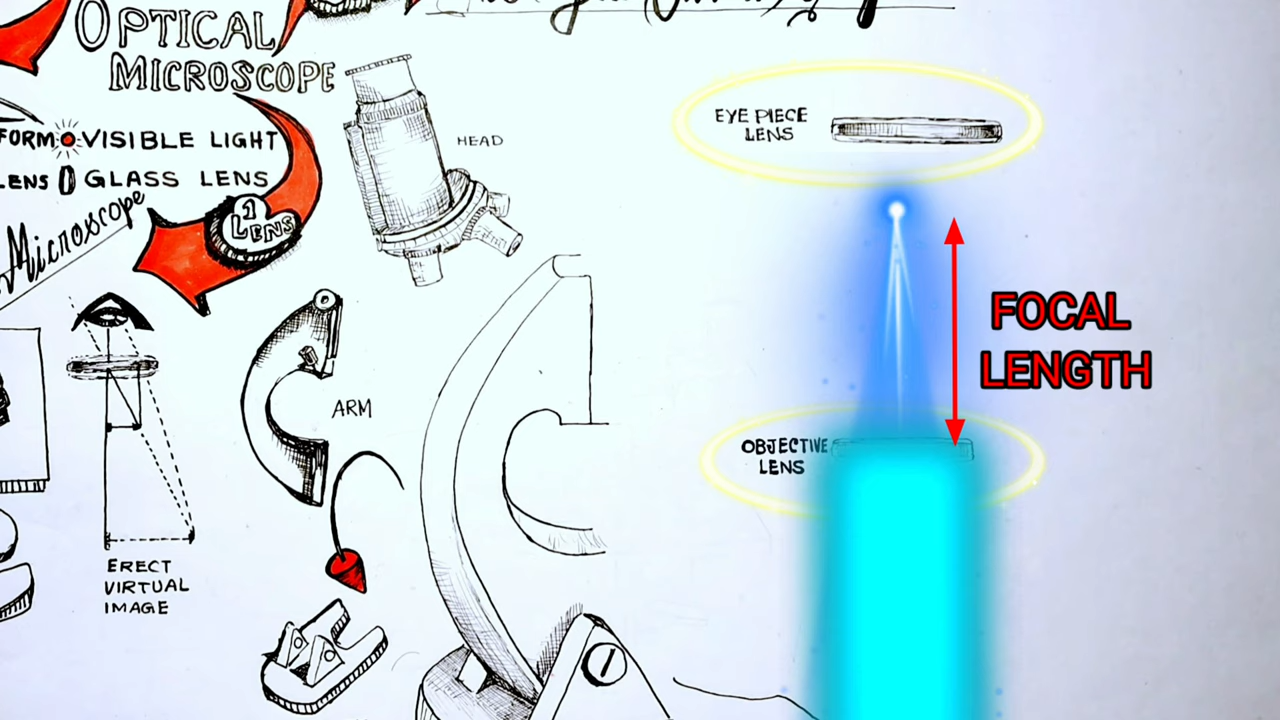 OPTICAL
MICROSCOPE
FORM VISIBLE LIGHT
LENS GLASS LENS
1
LENS
Microscope
HEAD
ARM
ERECT
VIRTUAL
IMAGE
EYE PIECE
LENS
FOCAL
LENGTH
OBJECTIVE
LENS